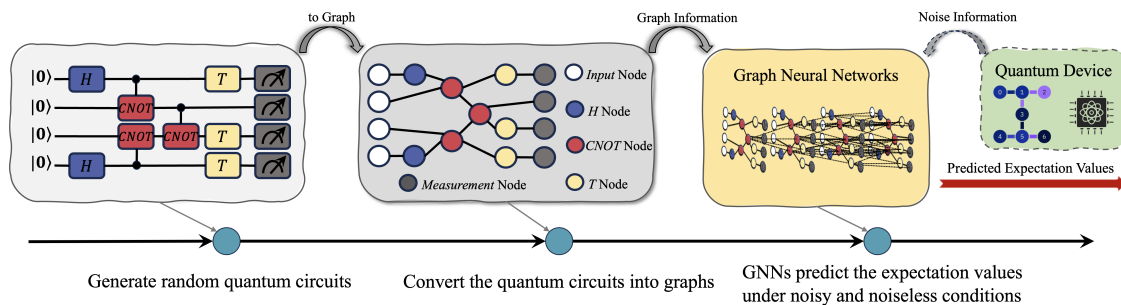 to Graph
Graph Information
Noise Information
|0⟩ H T
|0⟩ CNOT
|0⟩ CNOT CNOT T
|0⟩ H T
Input Node
H Node
CNOT Node
Measurement Node
T Node
Graph Neural Networks
Quantum Device
0 1 2
3
4 5 6
Predicted Expectation Values
Generate random quantum circuits
Convert the quantum circuits into graphs
GNNs predict the expectation values
under noisy and noiseless conditions